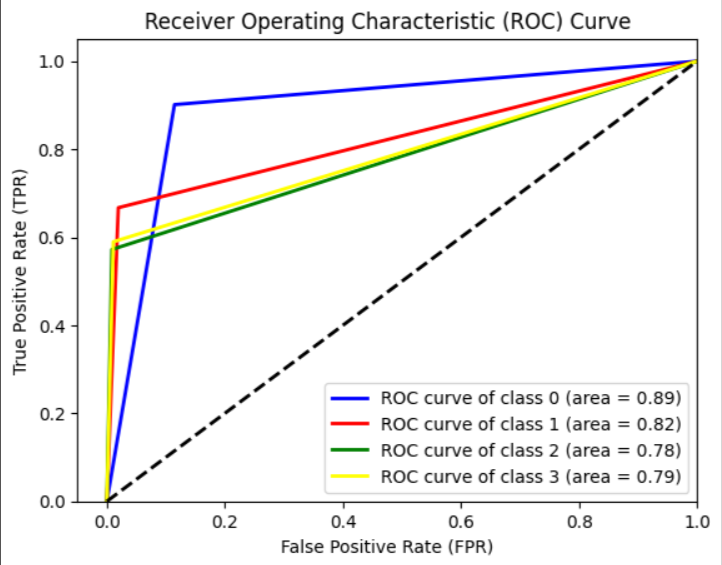 Receiver Operating Characteristic (ROC) Curve
True Positive Rate (TPR)
1.0
0.8
0.6
0.4
0.2
0.0
ROC curve of class 0 (area = 0.89)
ROC curve of class 1 (area = 0.82)
ROC curve of class 2 (area = 0.78)
ROC curve of class 3 (area = 0.79)
0.0 0.2 0.4 0.6 0.8 1.0
False Positive Rate (FPR)